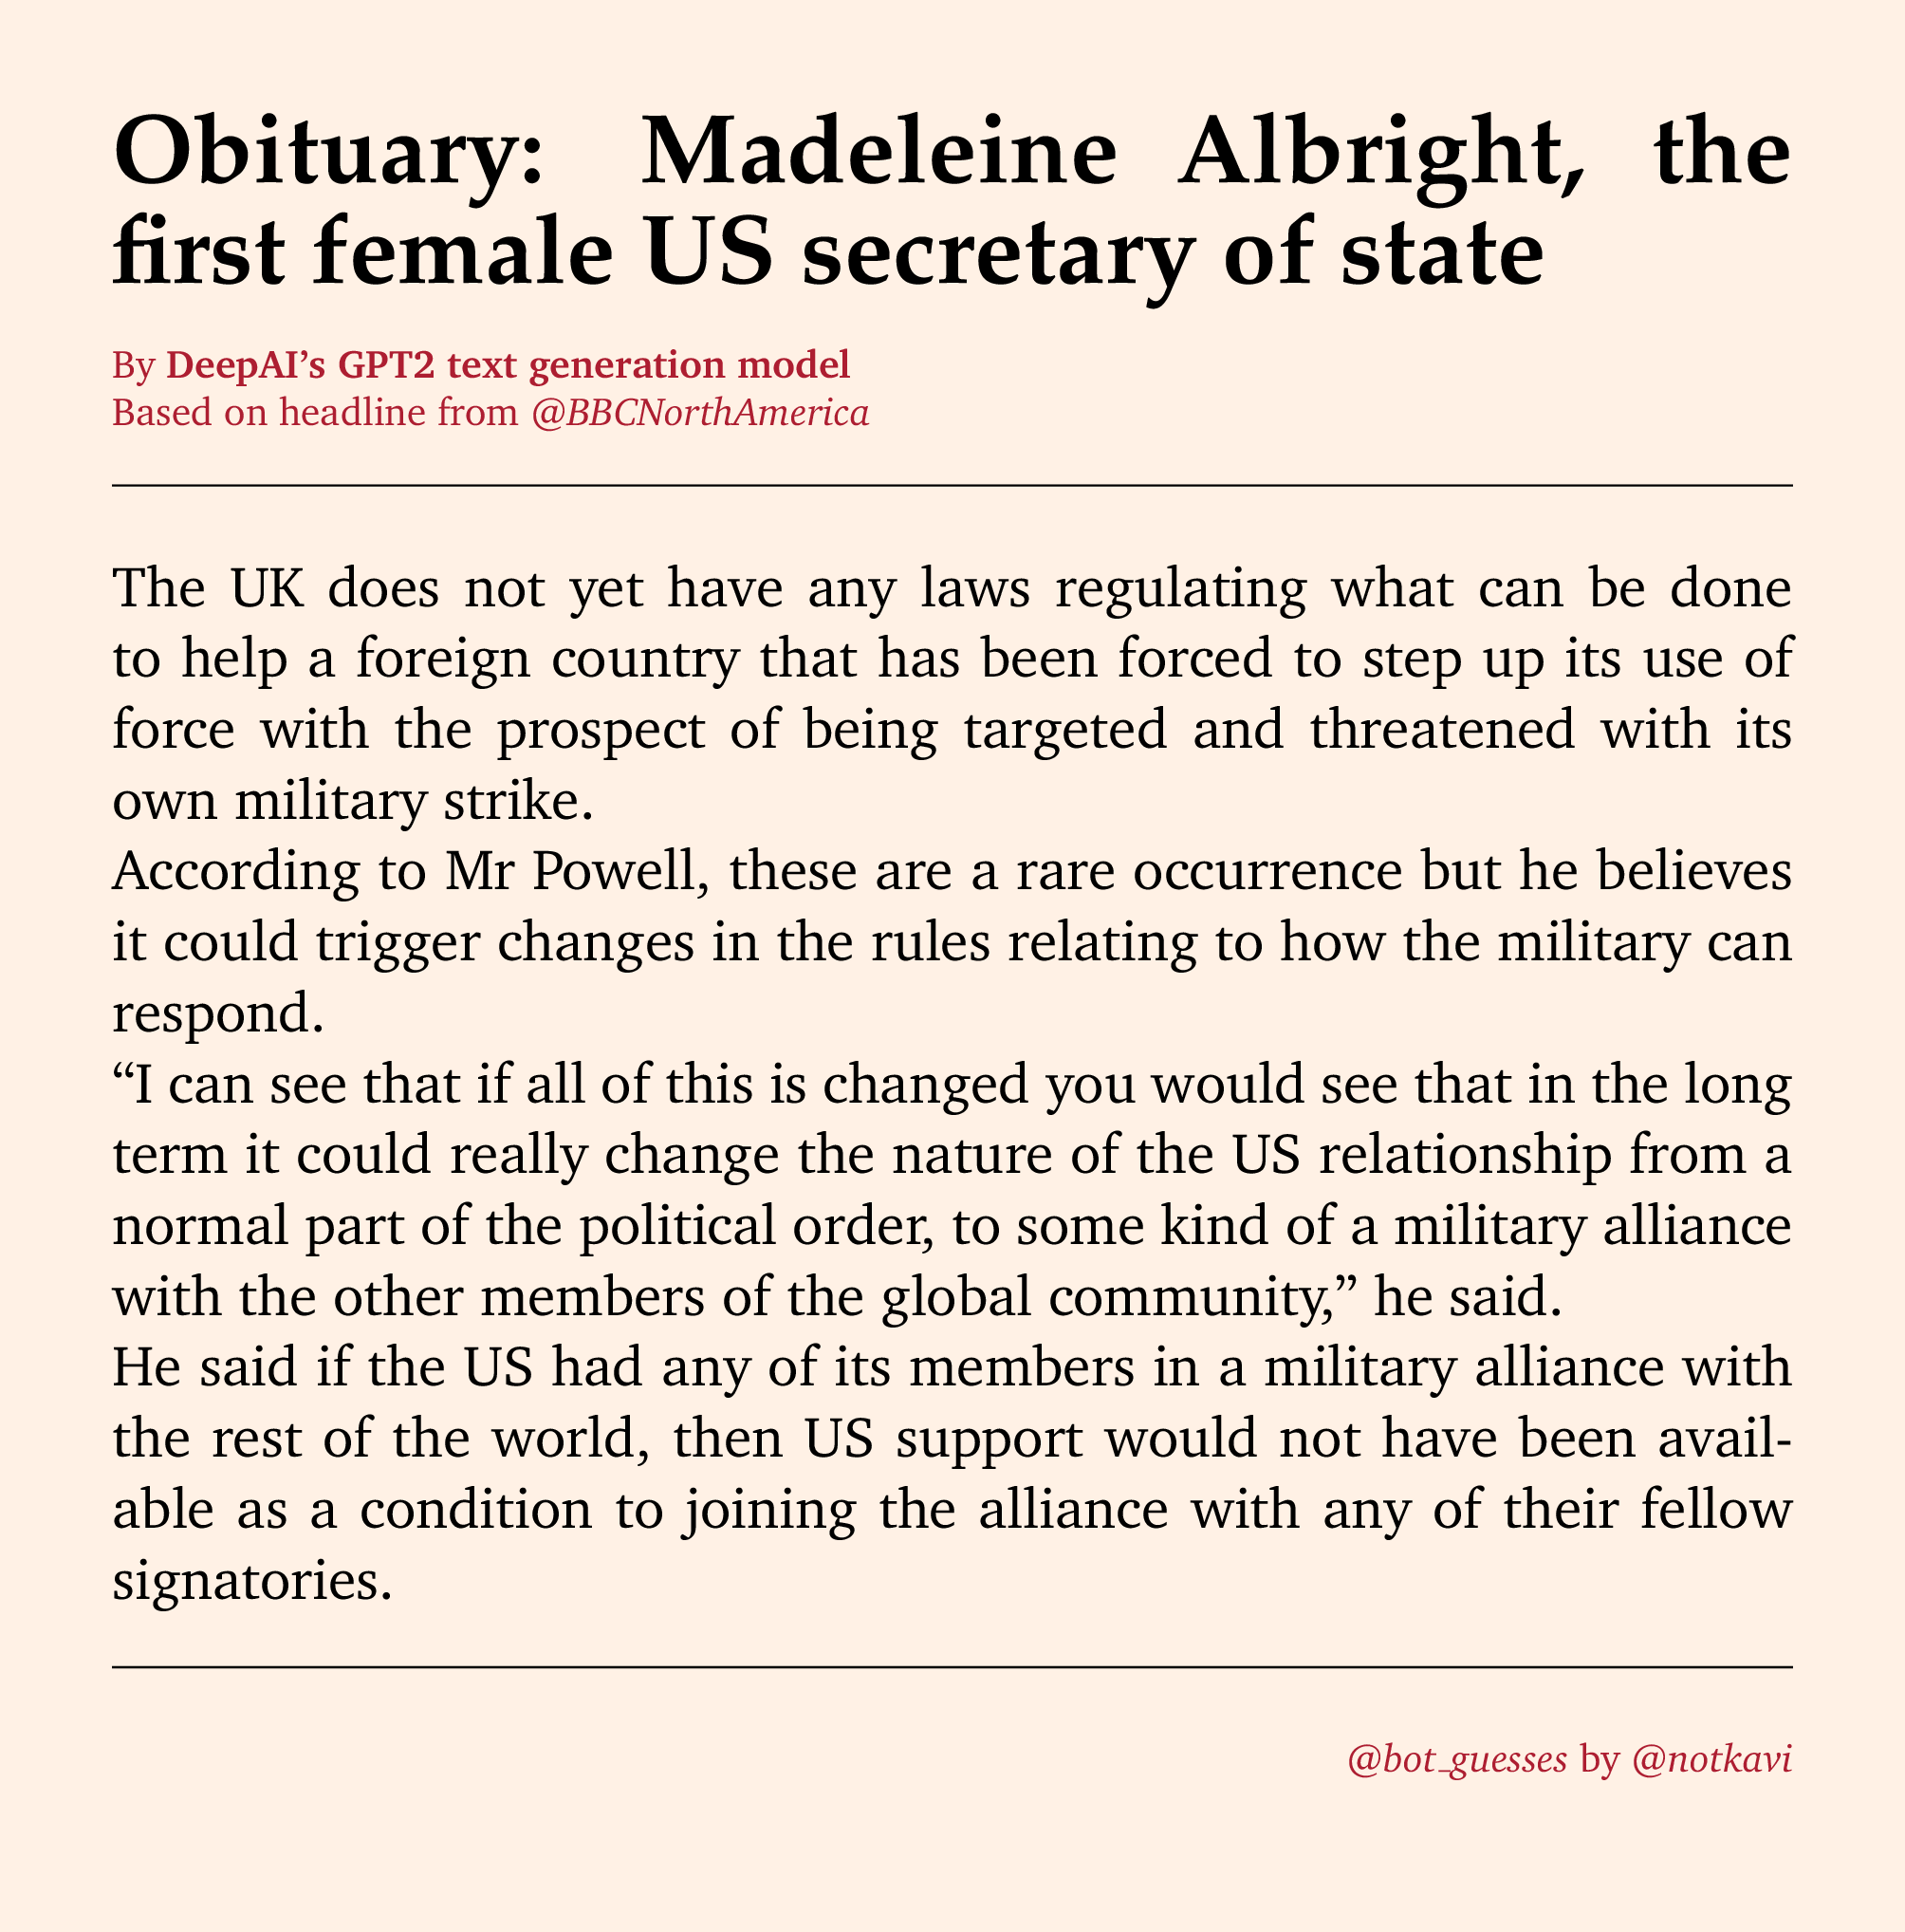 Obituary: Madeleine Albright, the
first female US secretary of state
By DeepAI’s GPT2 text generation model
Based on headline from @BBCNorthAmerica
The UK does not yet have any laws regulating what can be done
to help a foreign country that has been forced to step up its use of
force with the prospect of being targeted and threatened with its
own military strike.
According to Mr Powell, these are a rare occurrence but he believes
it could trigger changes in the rules relating to how the military can
respond.
“I can see that if all of this is changed you would see that in the long
term it could really change the nature of the US relationship from a
normal part of the political order, to some kind of a military alliance
with the other members of the global community,” he said.
He said if the US had any of its members in a military alliance with
the rest of the world, then US support would not have been avail-
able as a condition to joining the alliance with any of their fellow
signatories.
@bot_guesses by @notkavi